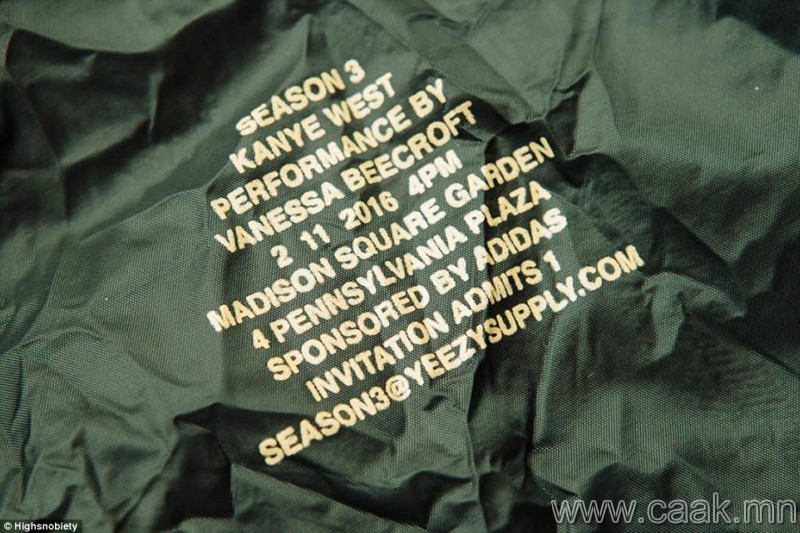 SEASON 3
KANYE WEST
PERFORMANCE BY
VANESSA BEECROFT
2 11 2016 4PM
MADISON SQUARE GARDEN
4 PENNSYLVANIA PLAZA
SPONSORED BY ADIDAS
INVITATION ADMITS 1
SEASON3@YEEZYSUPPLY.COM
© Highsnobiety
www.caak.mn